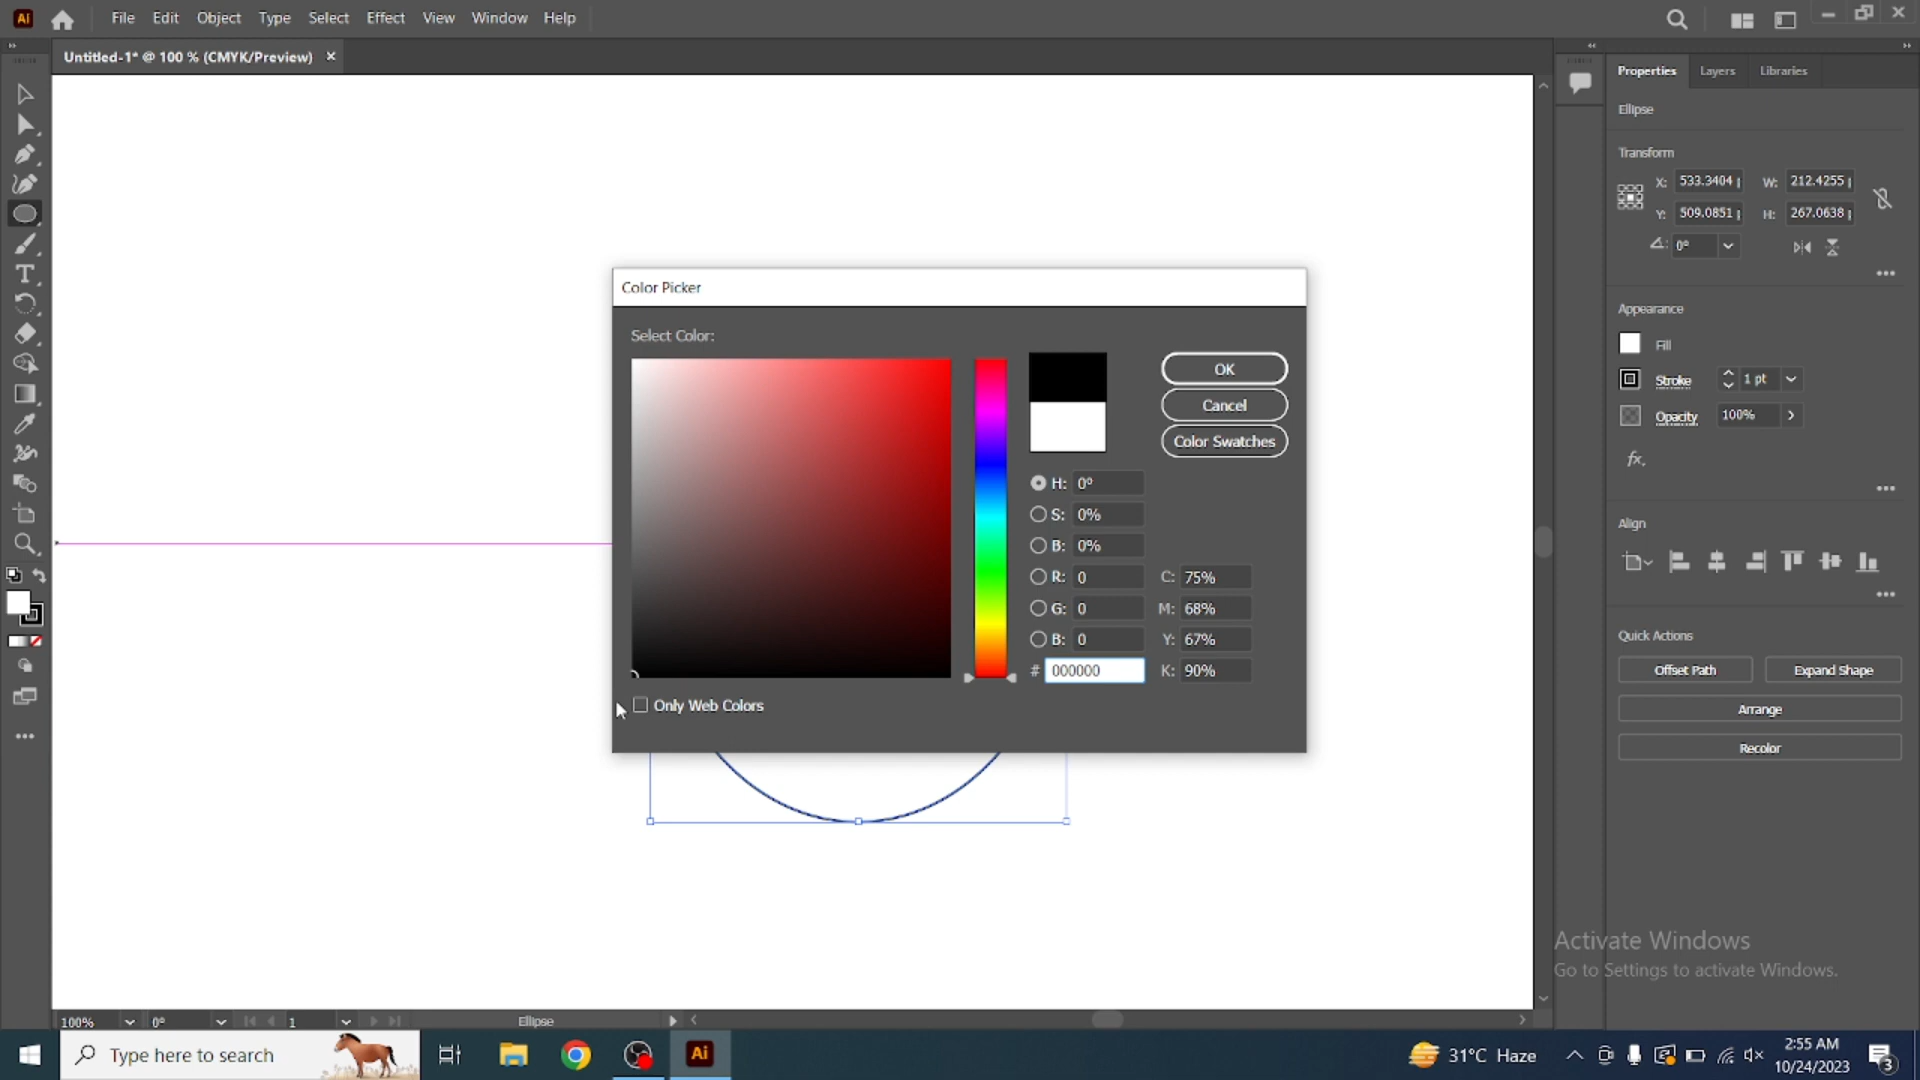 Ai File Edit Object Type Select Effect View Window Help
Untitled-1* @ 100 % (CMYK/Preview) ×
Properties Layers Libraries
Ellipse
Transform
X: 533.3404 W: 212.4255
Y: 509.0851 H: 267.0638
0°
Appearance
Fill
Stroke 1 pt
Opacity 100%
fx.
Align
Quick Actions
Offset Path Expand Shape
Arrange
Recolor
Color Picker
Select Color:
OK
Cancel
Color Swatches
H: 0°
S: 0%
B: 0%
R: 0 C: 75%
G: 0 M: 68%
B: 0 Y: 67%
# 000000 K: 90%
Only Web Colors
Activate Windows
Go to Settings to activate Windows.
100% 0° 1 Ellipse
Type here to search
Ai
31°C Haze
2:55 AM
10/24/2023
3